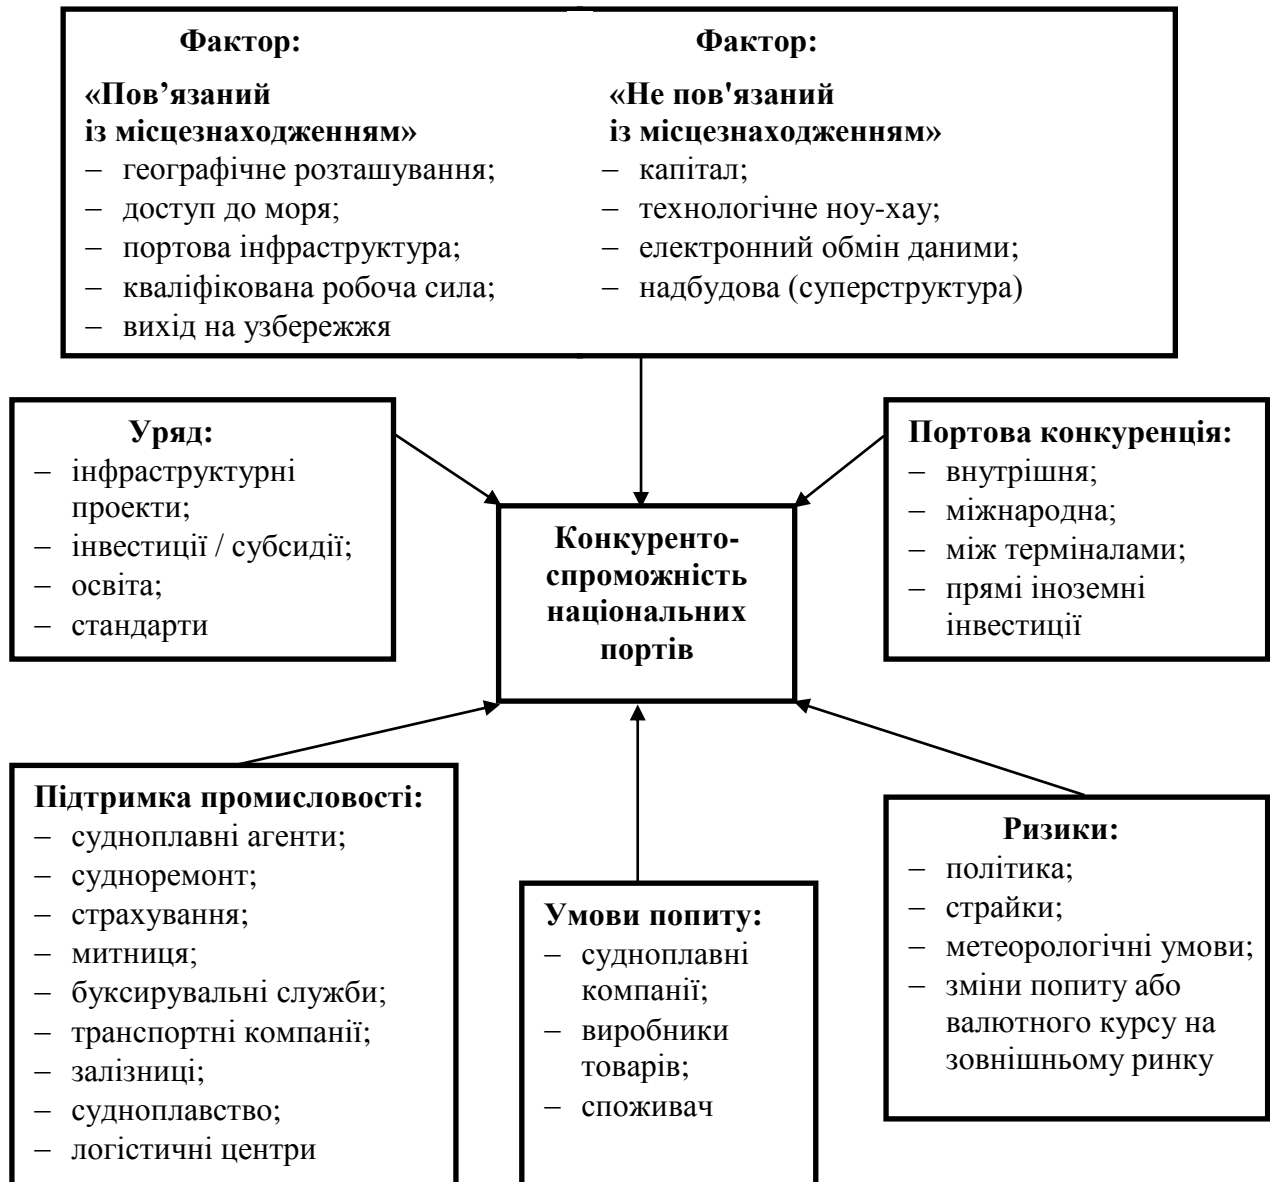 Фактор:
«Пов’язаний
із місцезнаходженням»
– географічне розташування;
– доступ до моря;
– портова інфраструктура;
– кваліфікована робоча сила;
– вихід на узбережжя
Фактор:
«Не пов'язаний
із місцезнаходженням»
– капітал;
– технологічне ноу-хау;
– електронний обмін даними;
– надбудова (суперструктура)
Уряд:
– інфраструктурні
проекти;
– інвестиції / субсидії;
– освіта;
– стандарти
Конкуренто-
спроможність
національних
портів
Портова конкуренція:
– внутрішня;
– міжнародна;
– між терміналами;
– прямі іноземні
інвестиції
Підтримка промисловості:
– судноплавні агенти;
– судноремонт;
– страхування;
– митниця;
– буксирувальні служби;
– транспортні компанії;
– залізниці;
– судноплавство;
– логістичні центри
Умови попиту:
– судноплавні
компанії;
– виробники
товарів;
– споживач
Ризики:
– політика;
– страйки;
– метеорологічні умови;
– зміни попиту або
валютного курсу на
зовнішньому ринку